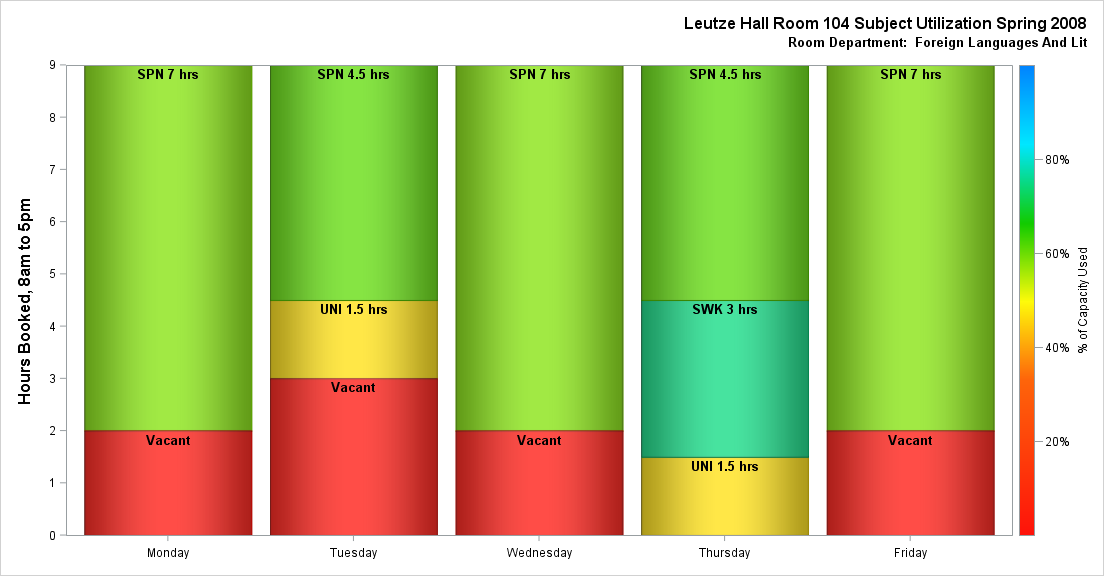 Leutze Hall Room 104 Subject Utilization Spring 2008
Room Department: Foreign Languages And Lit
Hours Booked, 8am to 5pm
9
8
7
6
5
4
3
2
1
0
SPN 7 hrs
Vacant
SPN 4.5 hrs
UNI 1.5 hrs
Vacant
SPN 7 hrs
Vacant
SPN 4.5 hrs
SWK 3 hrs
UNI 1.5 hrs
SPN 7 hrs
Vacant
Monday
Tuesday
Wednesday
Thursday
Friday
80%
60%
40%
20%
% of Capacity Used